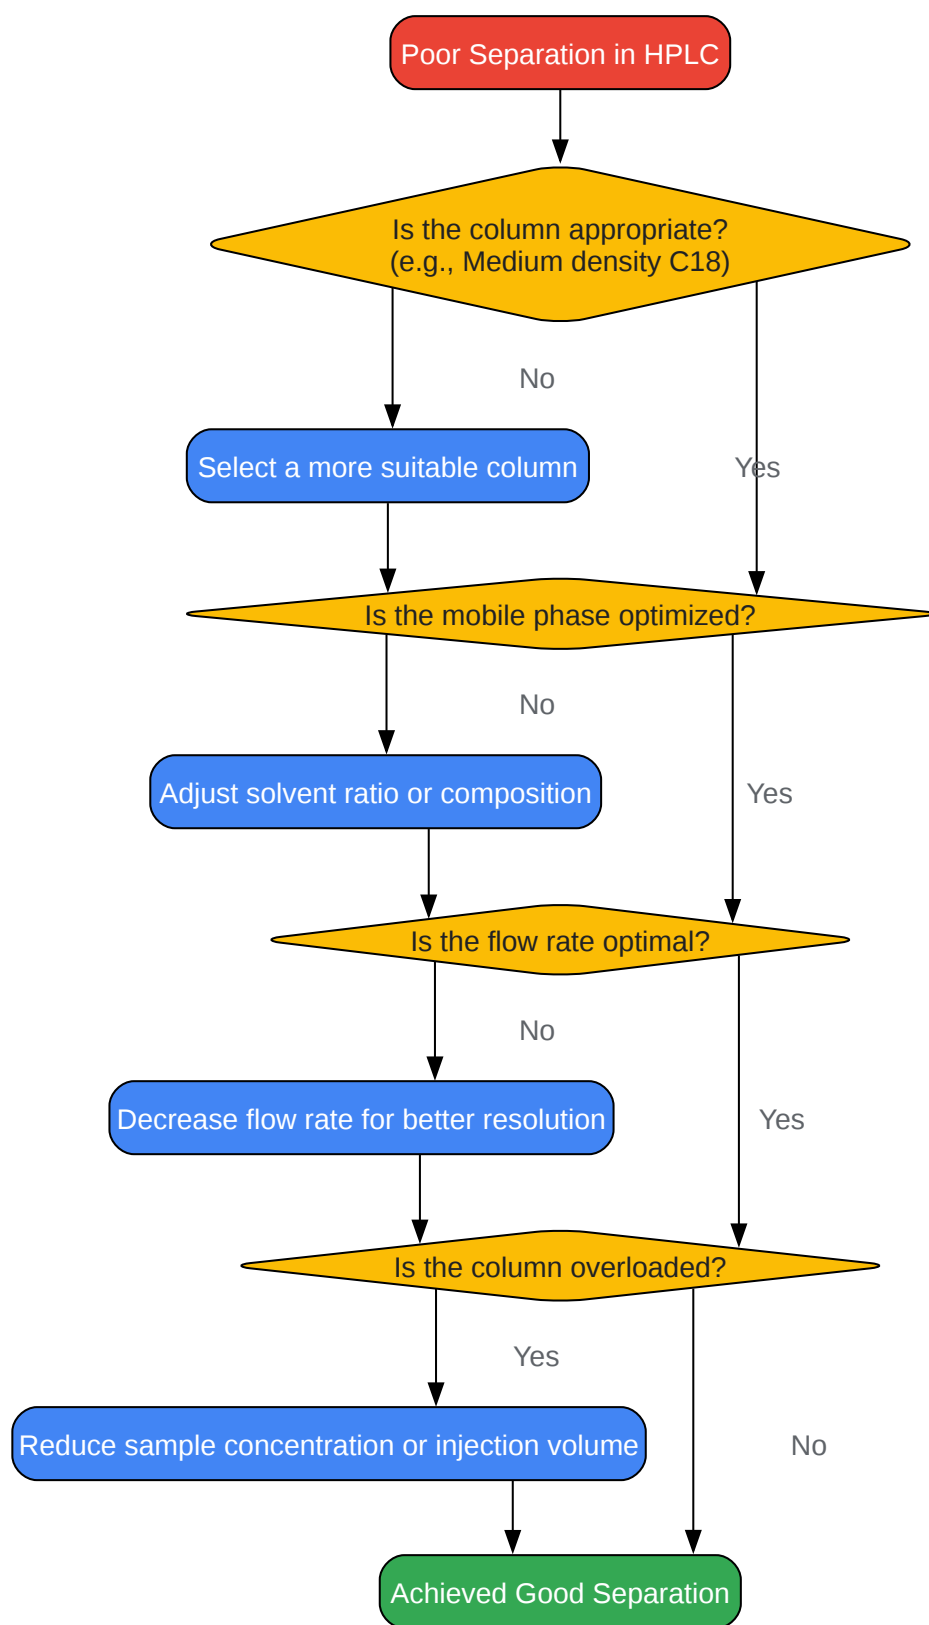 Poor Separation in HPLC
Is the column appropriate?
(e.g., Medium density C18)
No
Select a more suitable column
Yes
Is the mobile phase optimized?
No
Adjust solvent ratio or composition
Yes
Is the flow rate optimal?
No
Decrease flow rate for better resolution
Yes
Is the column overloaded?
Yes
Reduce sample concentration or injection volume
No
Achieved Good Separation